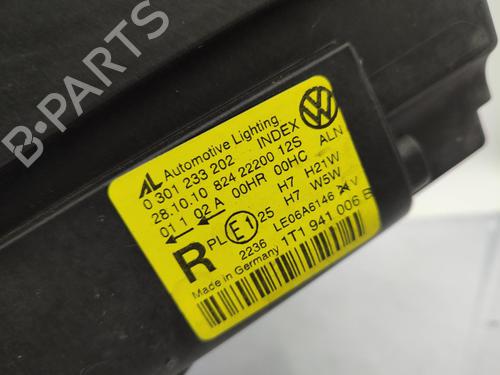 B-PARTS
AL Automotive Lighting
0 301 233 202 INDEX
28.10.10 824 22200 12S ALN
01 1 02 A 00HR 00HC
R PL E1 25 H7 H21W
H7 W5W
2236 LE06A6146 V
Made in Germany 1T1 941 006 B